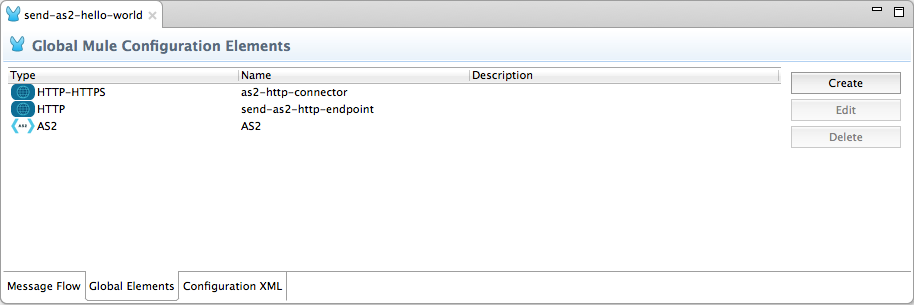 send-as2-hello-world
Global Mule Configuration Elements
Type Name Description
HTTP-HTTPS as2-http-connector
HTTP send-as2-http-endpoint
AS2 AS2 AS2
Create
Edit
Delete
Message Flow Global Elements Configuration XML